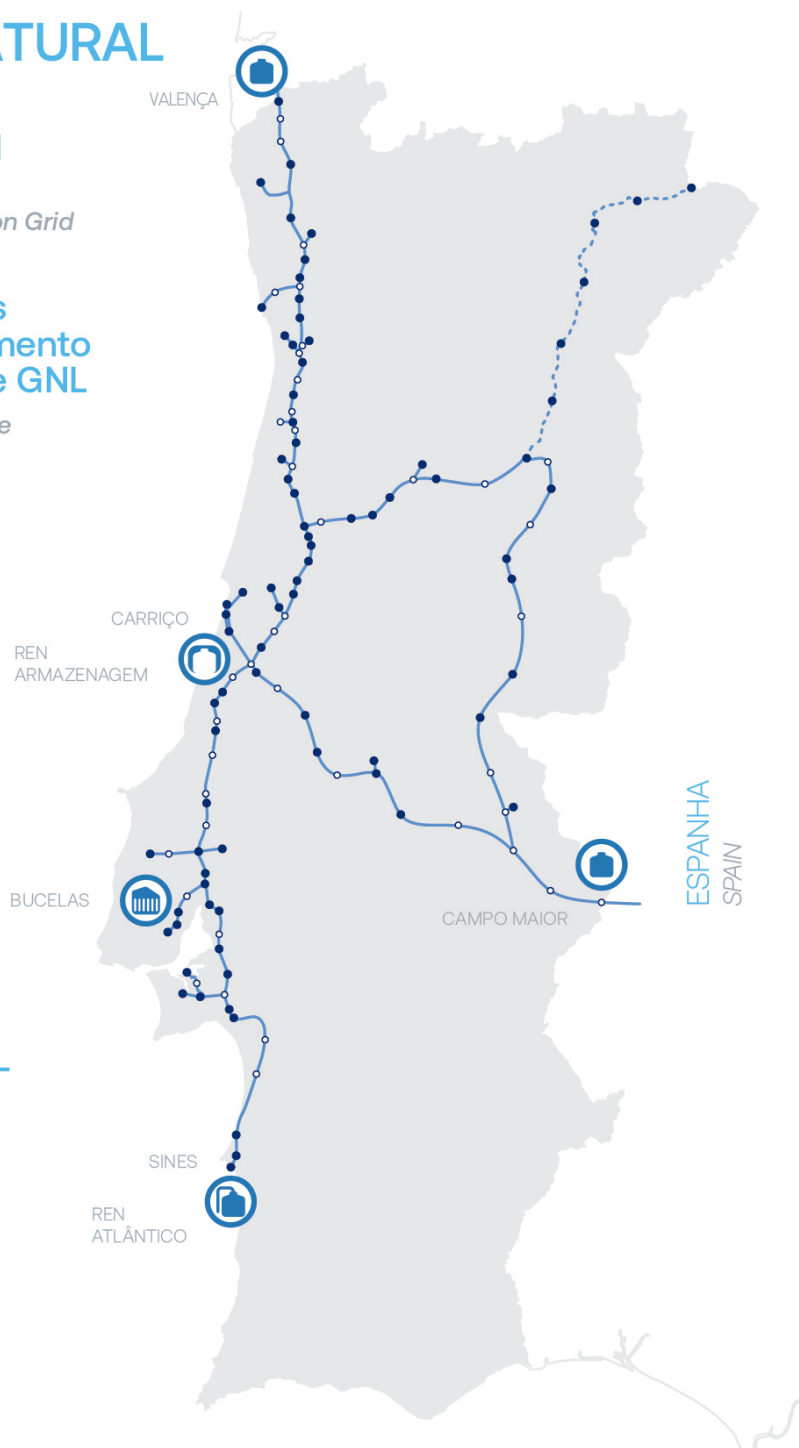 ATURAL
on Grid
s
mento
e GNL
e
VALENÇA
CARRIÇO
REN
ARMAZENAGEM
ESPANHA
SPAIN
BUCELAS
CAMPO MAIOR
SINES
REN
ATLÂNTICO